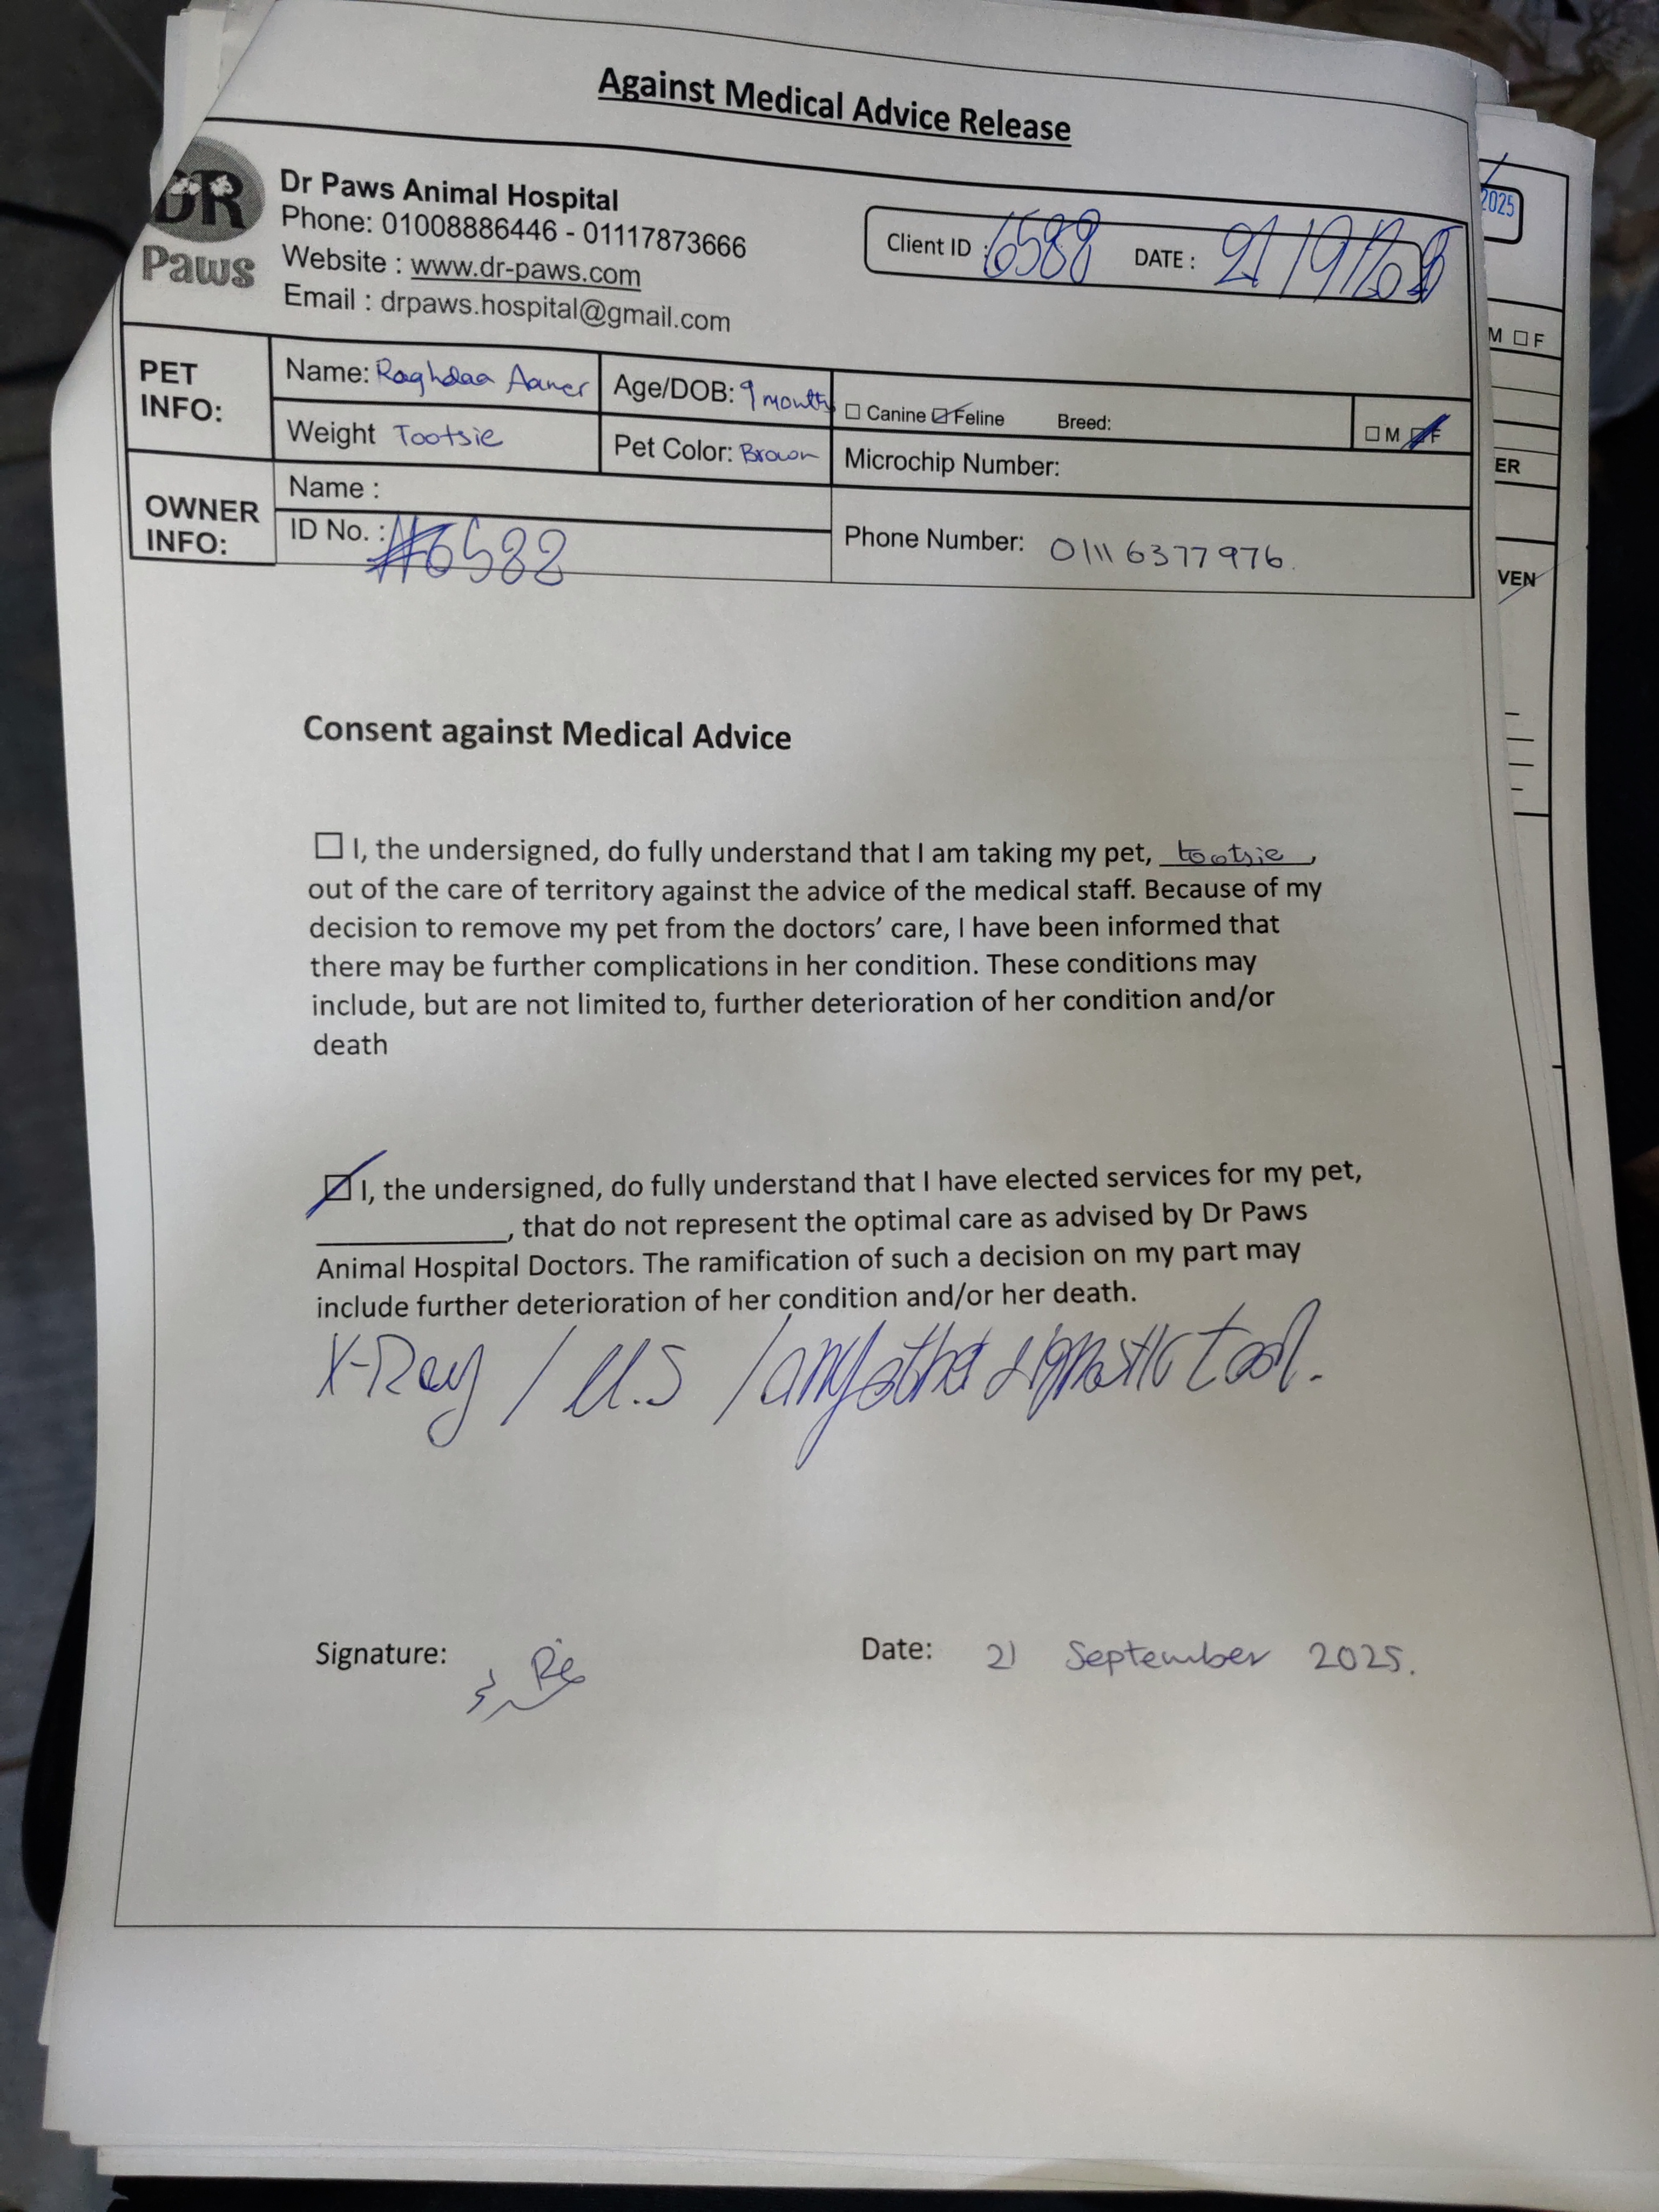 Against Medical Advice Release
DR
Paws
Dr Paws Animal Hospital
Phone: 01008886446 - 01117873666
Website : www.dr-paws.com
Email : drpaws.hospital@gmail.com
Client ID : 6588 DATE : 21/9/
2025
PET INFO:
Name: Raghdaa Aamer Age/DOB: 9 months ☐ Canine ☑ Feline Breed: ☐ M ☑ F
Weight Tootsie Pet Color: Brown Microchip Number:
OWNER INFO:
Name :
ID No. : #6588 Phone Number: 01116377976.
M ☐ F
ER
VEN
Consent against Medical Advice
☐ I, the undersigned, do fully understand that I am taking my pet, tootsie,
out of the care of territory against the advice of the medical staff. Because of my
decision to remove my pet from the doctors’ care, I have been informed that
there may be further complications in her condition. These conditions may
include, but are not limited to, further deterioration of her condition and/or
death
☑ I, the undersigned, do fully understand that I have elected services for my pet,
____________, that do not represent the optimal care as advised by Dr Paws
Animal Hospital Doctors. The ramification of such a decision on my part may
include further deterioration of her condition and/or her death.
X-Ray / U.S / any other diagnostic tool.
Signature: Date: 21 September 2025.